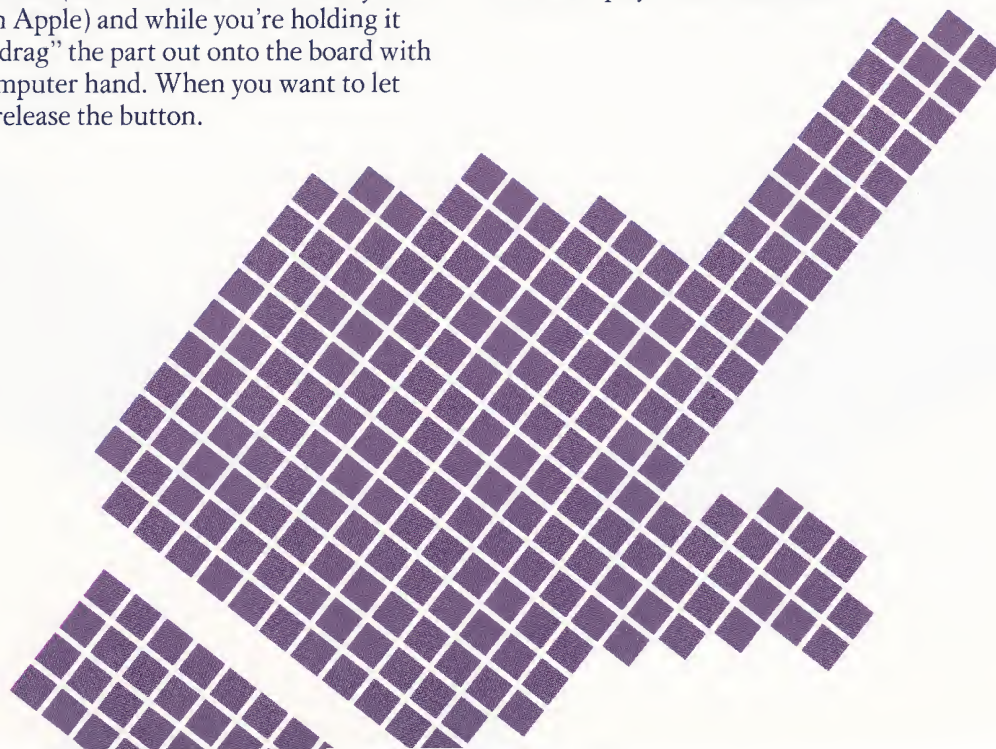 n Apple) and while you're holding it
drag" the part out onto the board with
mputer hand. When you want to let
release the button.